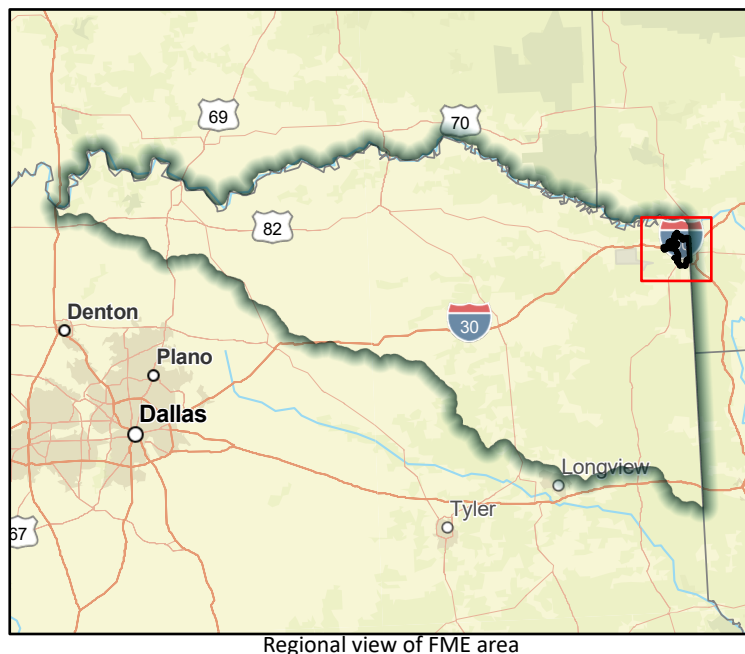 69
70
82
Denton
30
Plano
Dallas
Longview
Tyler
67
Regional view of FME area